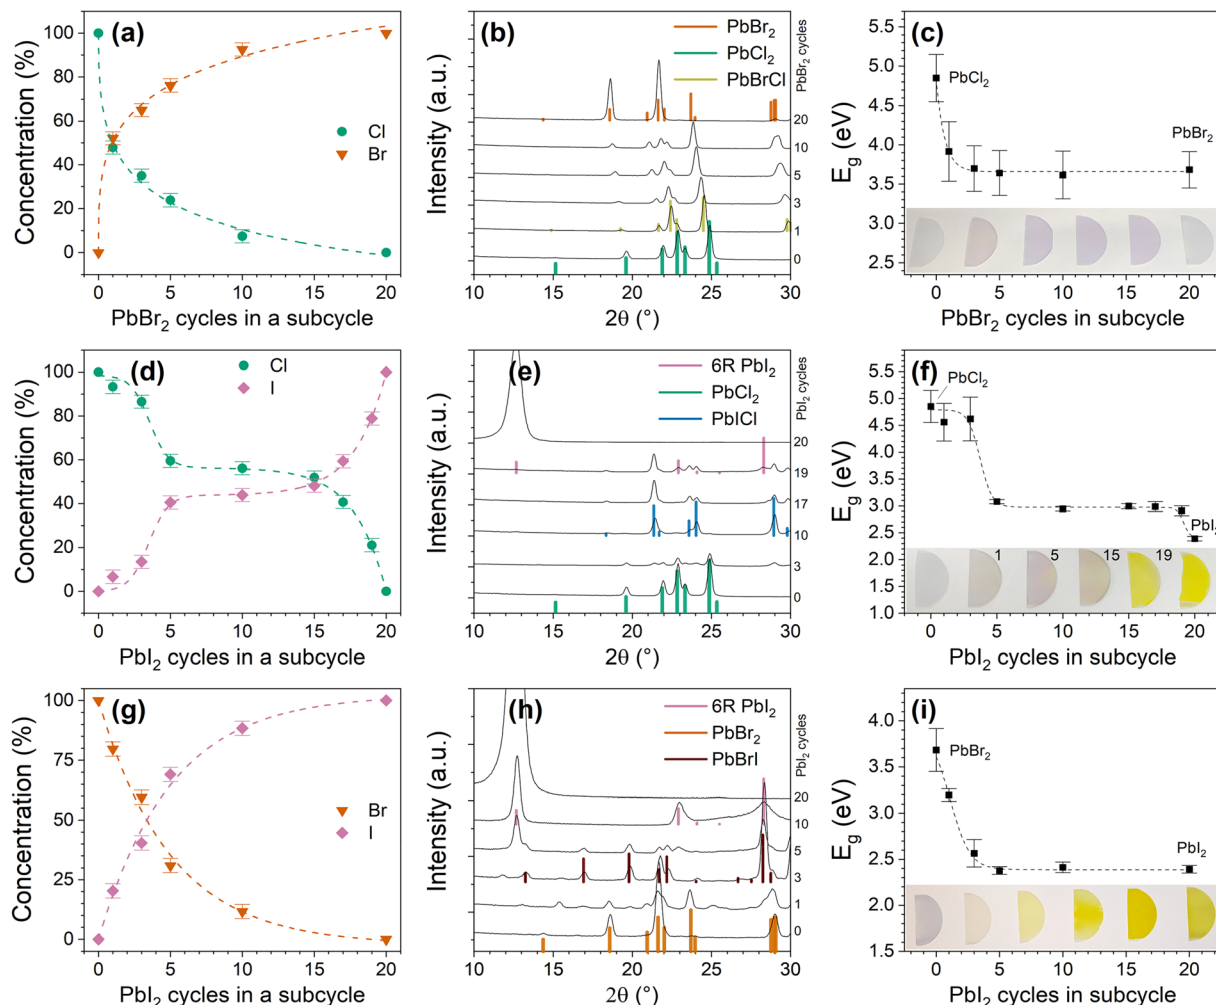 (a)
Concentration (%)
100
80
60
40
20
0
Cl
Br
0 5 10 15 20
PbBr₂ cycles in a subcycle
(b)
Intensity (a.u.)
PbBr₂
PbCl₂
PbBrCl
PbBr₂ cycles
20
10
5
3
1
0
10 15 20 25 30
2θ (°)
(c)
E_g (eV)
5.0
4.5
4.0
3.5
3.0
2.5
PbCl₂
PbBr₂
0 5 10 15 20
PbBr₂ cycles in a subcycle
(d)
Concentration (%)
100
80
60
40
20
0
Cl
I
0 5 10 15 20
PbI₂ cycles in a subcycle
(e)
Intensity (a.u.)
6R PbI₂
PbCl₂
PbICl
PbI₂ cycles
20
19
17
10
3
0
10 15 20 25 30
2θ (°)
(f)
E_g (eV)
5.0
4.5
4.0
3.5
3.0
2.5
2.0
1.5
1.0
PbCl₂
PbI₂
1 5 15 19
0 5 10 15 20
PbI₂ cycles in subcycle
(g)
Concentration (%)
100
75
50
25
0
Br
I
0 5 10 15 20
PbI₂ cycles in a subcycle
(h)
Intensity (a.u.)
6R PbI₂
PbBr₂
PbBrI
PbI₂ cycles
20
10
5
3
1
0
10 15 20 25 30
2θ (°)
(i)
E_g (eV)
4.0
3.5
3.0
2.5
2.0
1.5
PbBr₂
PbI₂
0 5 10 15 20
PbI₂ cycles in a subcycle